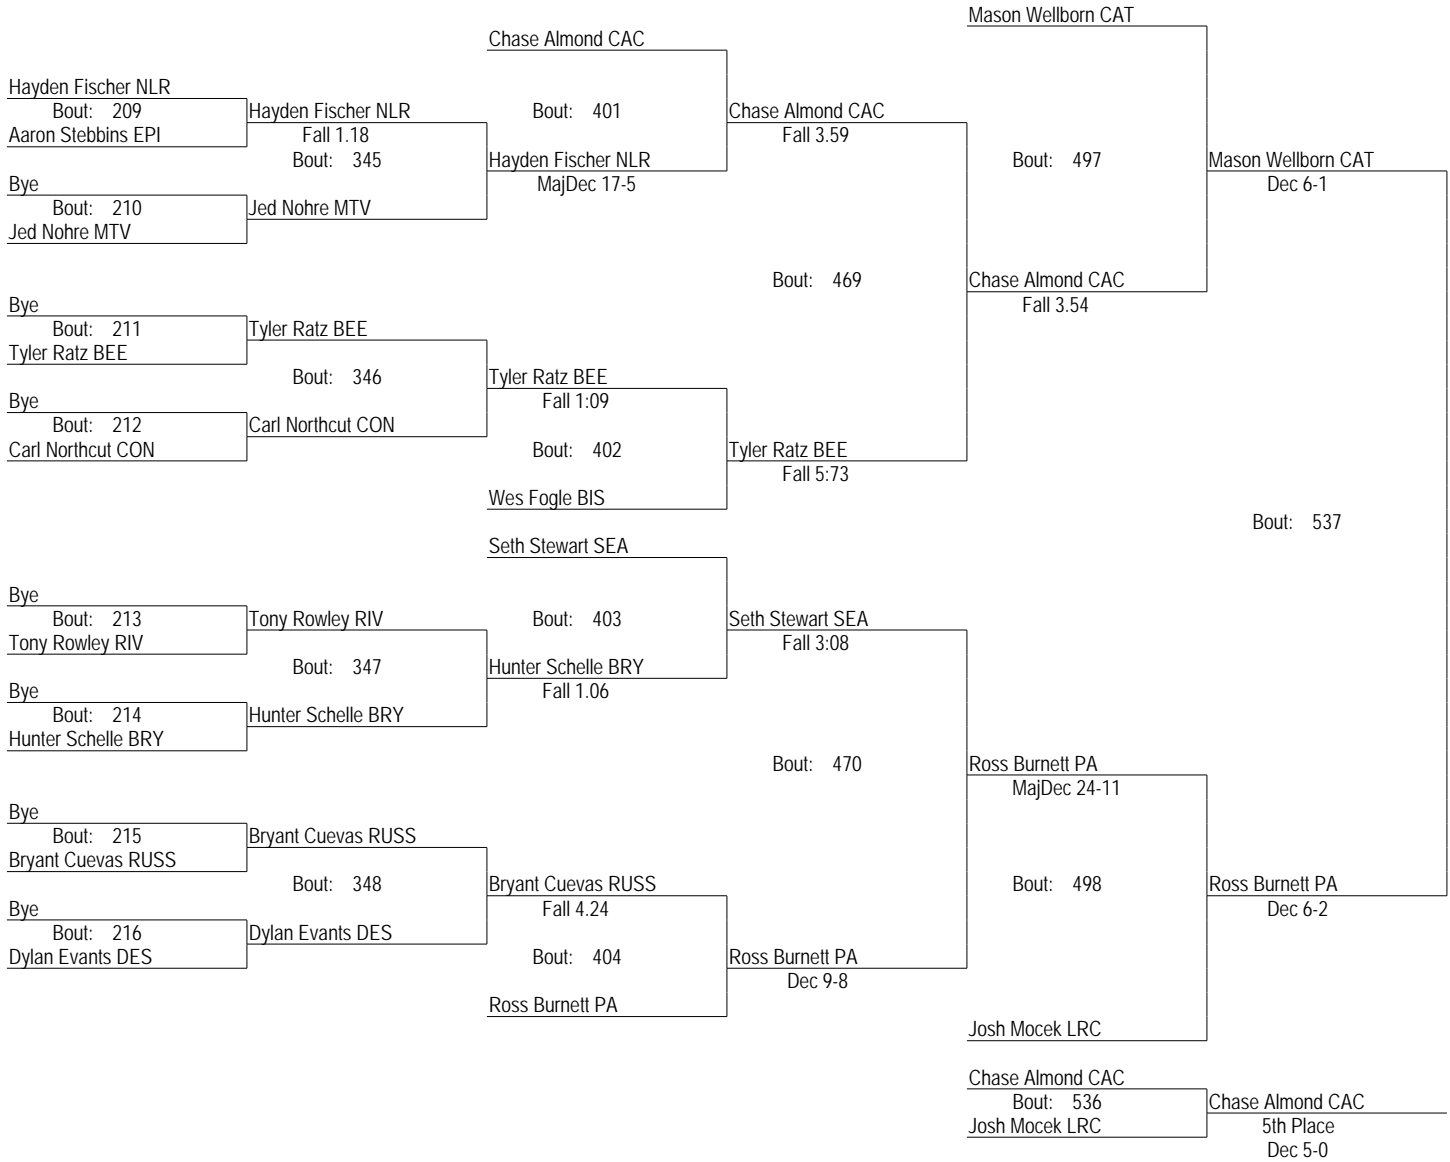 Mason Wellborn CAT
Chase Almond CAC
Hayden Fischer NLR
Bout: 209
Hayden Fischer NLR
Bout: 401
Chase Almond CAC
Aaron Stebbins EPI
Fall 1.18
Fall 3.59
Bout: 345
Hayden Fischer NLR
Bout: 497
Mason Wellborn CAT
Bye
MajDec 17-5
Dec 6-1
Bout: 210
Jed Nohre MTV
Jed Nohre MTV
Bout: 469
Chase Almond CAC
Bye
Fall 3.54
Bout: 211
Tyler Ratz BEE
Tyler Ratz BEE
Bout: 346
Tyler Ratz BEE
Bye
Fall 1:09
Bout: 212
Carl Northcut CON
Carl Northcut CON
Bout: 402
Tyler Ratz BEE
Fall 5:73
Wes Fogle BIS
Bout: 537
Seth Stewart SEA
Bye
Bout: 213
Tony Rowley RIV
Bout: 403
Seth Stewart SEA
Tony Rowley RIV
Fall 3:08
Bout: 347
Hunter Schelle BRY
Bye
Fall 1.06
Bout: 214
Hunter Schelle BRY
Hunter Schelle BRY
Bout: 470
Ross Burnett PA
MajDec 24-11
Bye
Bout: 215
Bryant Cuevas RUSS
Bryant Cuevas RUSS
Bout: 348
Bryant Cuevas RUSS
Bout: 498
Ross Burnett PA
Bye
Fall 4.24
Dec 6-2
Bout: 216
Dylan Evants DES
Dylan Evants DES
Bout: 404
Ross Burnett PA
Dec 9-8
Ross Burnett PA
Josh Mocek LRC
Chase Almond CAC
Bout: 536
Chase Almond CAC
Josh Mocek LRC
5th Place
Dec 5-0